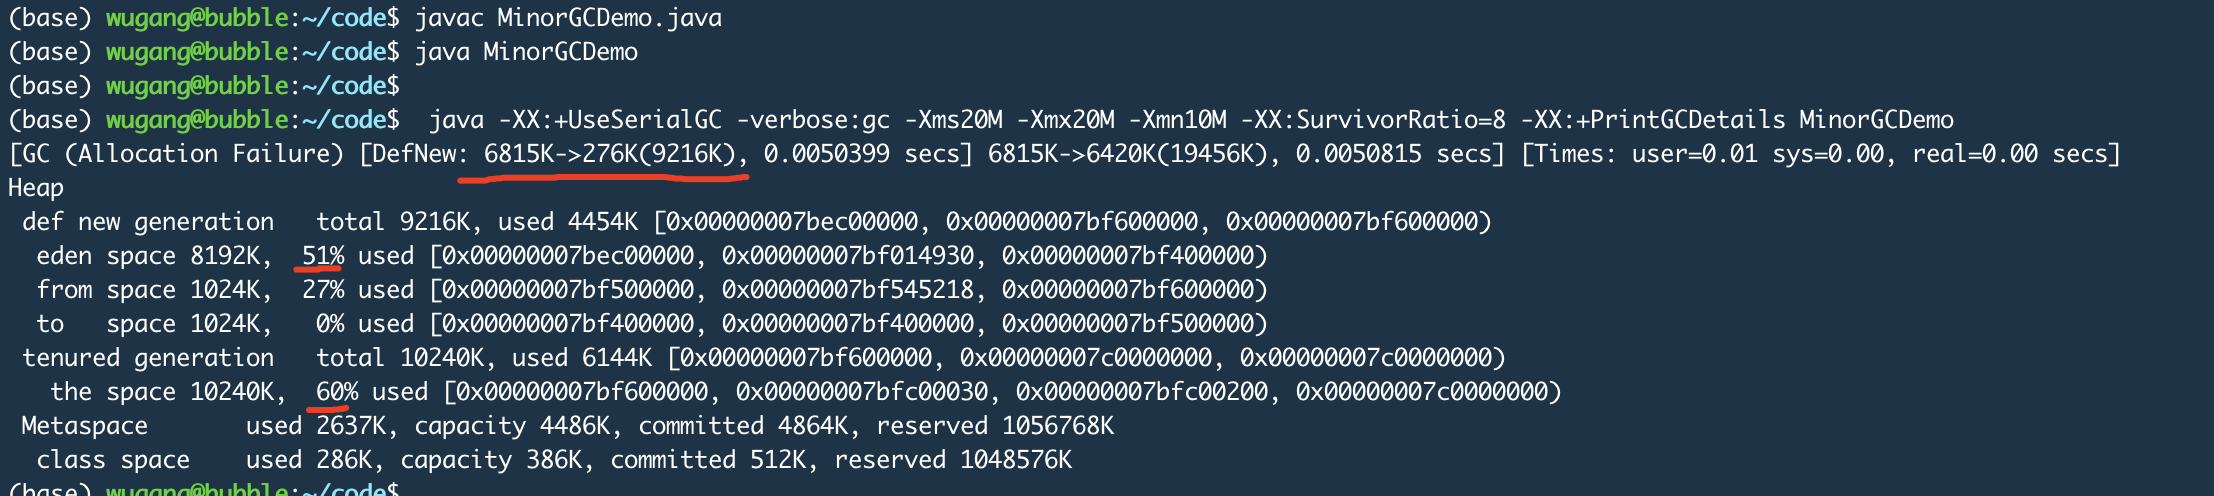 (base) wugang@bubble:~/code$ javac MinorGCDemo.java
(base) wugang@bubble:~/code$ java MinorGCDemo
(base) wugang@bubble:~/code$
(base) wugang@bubble:~/code$  java -XX:+UseSerialGC -verbose:gc -Xms20M -Xmx20M -Xmn10M -XX:SurvivorRatio=8 -XX:+PrintGCDetails MinorGCDemo
[GC (Allocation Failure) [DefNew: 6815K->276K(9216K), 0.0050399 secs] 6815K->6420K(19456K), 0.0050815 secs] [Times: user=0.01 sys=0.00, real=0.00 secs]
Heap
 def new generation   total 9216K, used 4454K [0x00000007bec00000, 0x00000007bf600000, 0x00000007bf600000)
  eden space 8192K,  51% used [0x00000007bec00000, 0x00000007bf014930, 0x00000007bf400000)
  from space 1024K,  27% used [0x00000007bf500000, 0x00000007bf545218, 0x00000007bf600000)
  to   space 1024K,   0% used [0x00000007bf400000, 0x00000007bf400000, 0x00000007bf500000)
 tenured generation   total 10240K, used 6144K [0x00000007bf600000, 0x00000007c0000000, 0x00000007c0000000)
   the space 10240K,  60% used [0x00000007bf600000, 0x00000007bfc00030, 0x00000007bfc00200, 0x00000007c0000000)
 Metaspace       used 2637K, capacity 4486K, committed 4864K, reserved 1056768K
  class space    used 286K, capacity 386K, committed 512K, reserved 1048576K
(base) wugang@bubble:~/code$